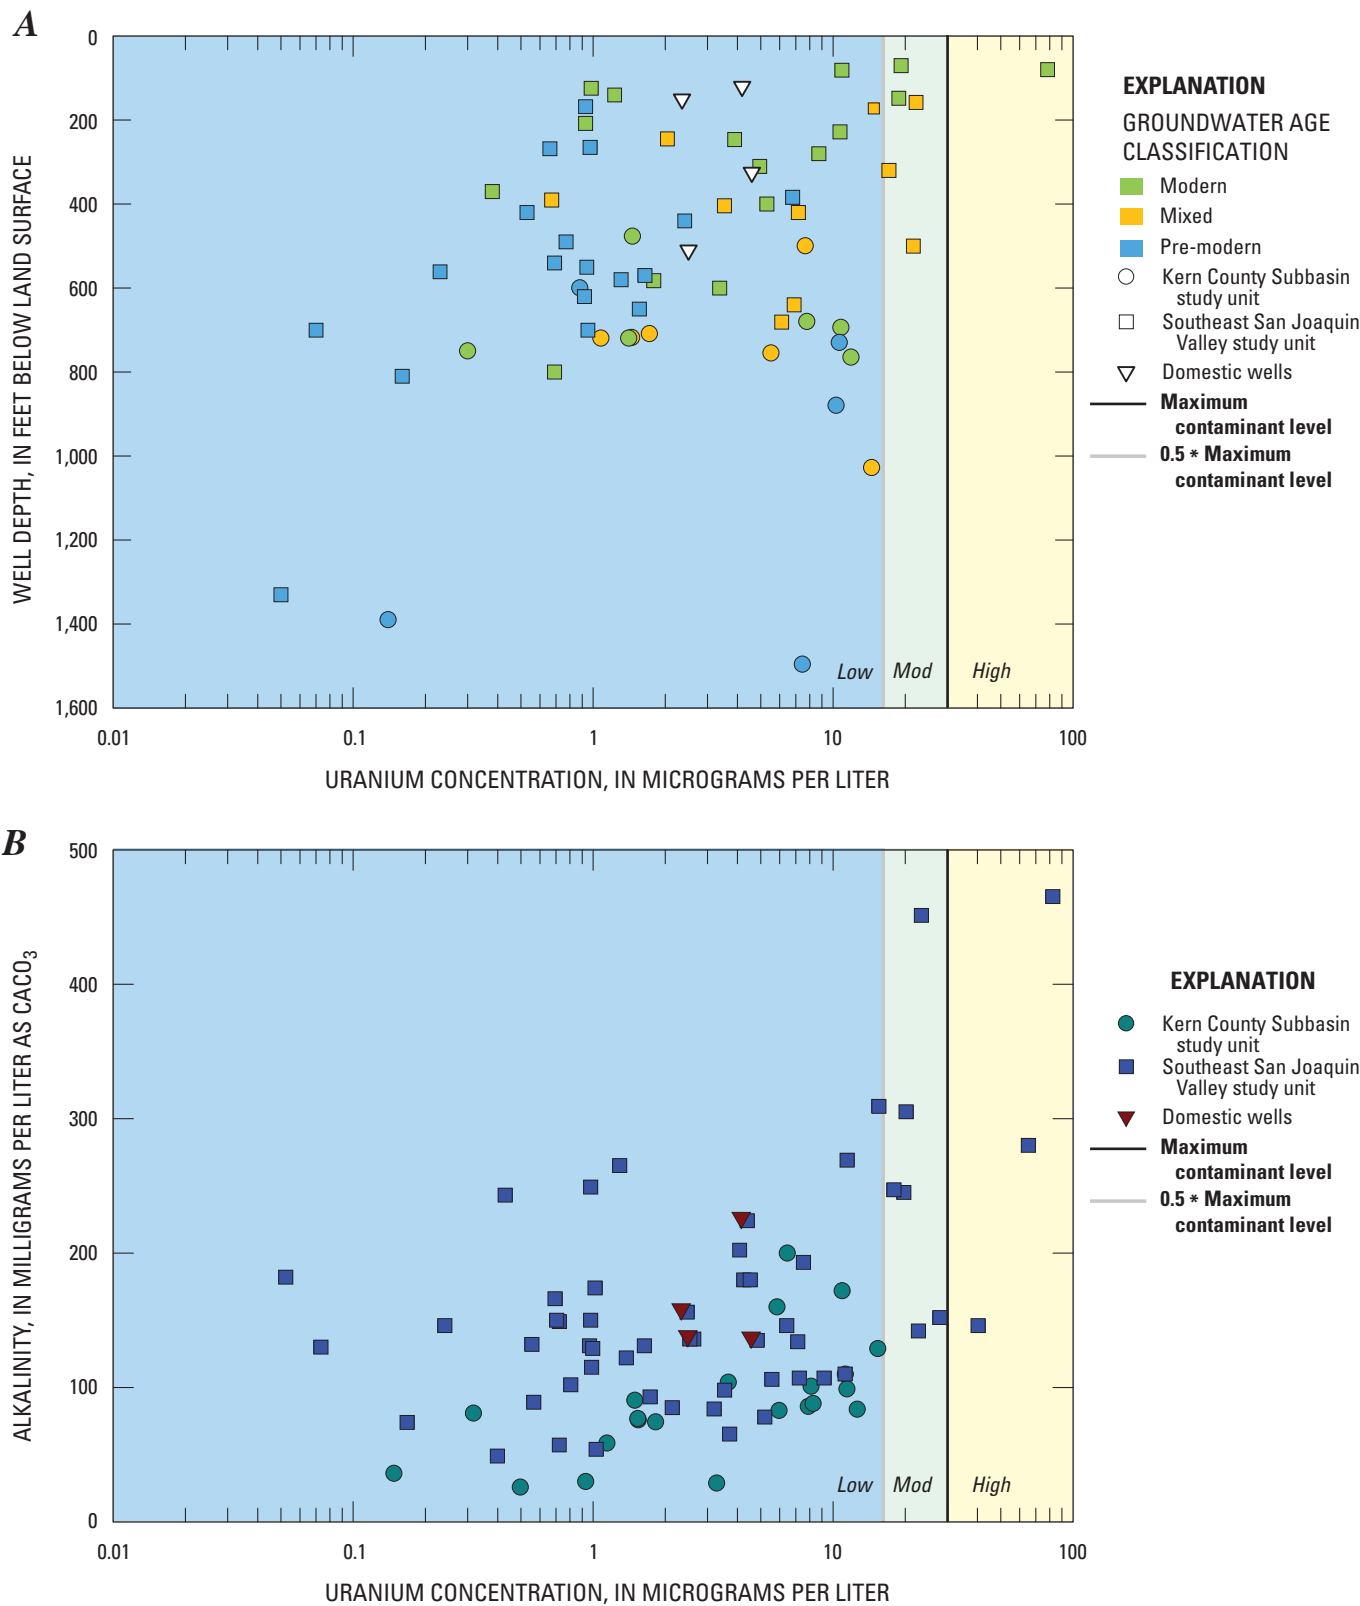 A
WELL DEPTH, IN FEET BELOW LAND SURFACE
0
200
400
600
800
1,000
1,200
1,400
1,600
Low
Mod
High
0.01
0.1
1
10
100
URANIUM CONCENTRATION, IN MICROGRAMS PER LITER
EXPLANATION
GROUNDWATER AGE
CLASSIFICATION
Modern
Mixed
Pre-modern
Kern County Subbasin
study unit
Southeast San Joaquin
Valley study unit
Domestic wells
Maximum
contaminant level
0.5 * Maximum
contaminant level
B
ALKALINITY, IN MILLIGRAMS PER LITER AS CACO3
500
400
300
200
100
0
Low
Mod
High
0.01
0.1
1
10
100
URANIUM CONCENTRATION, IN MICROGRAMS PER LITER
EXPLANATION
Kern County Subbasin
study unit
Southeast San Joaquin
Valley study unit
Domestic wells
Maximum
contaminant level
0.5 * Maximum
contaminant level